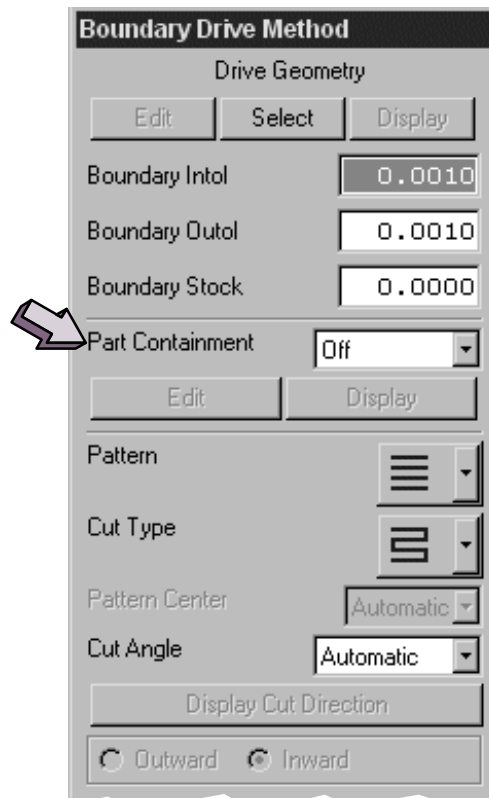 Boundary Drive Method
Drive Geometry
Edit Select Display
Boundary Intol 0.0010
Boundary Outol 0.0010
Boundary Stock 0.0000
Part Containment Off
Edit Display
Pattern
Cut Type
Pattern Center Automatic
Cut Angle Automatic
Display Cut Direction
Outward Inward